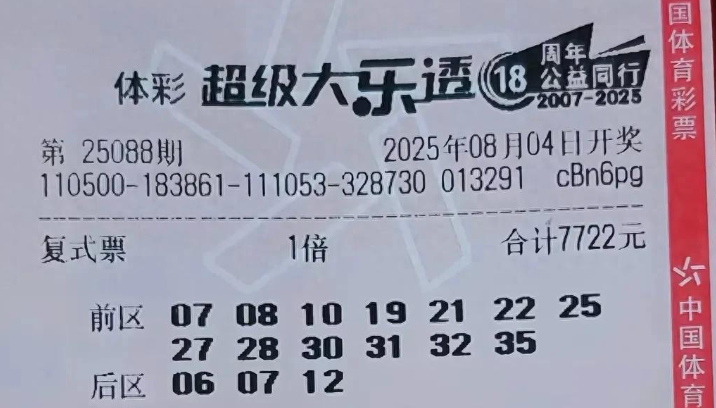 体彩 超级大乐透 18 周年 公益同行 2007-2025
第 25088期 2025年08月04日开奖
110500-183861-111053-328730 013291 cBn6pg
复式票 1倍 合计7722元
前区 07 08 10 19 21 22 25
27 28 30 31 32 35
后区 06 07 12
国体育彩票
中国体育